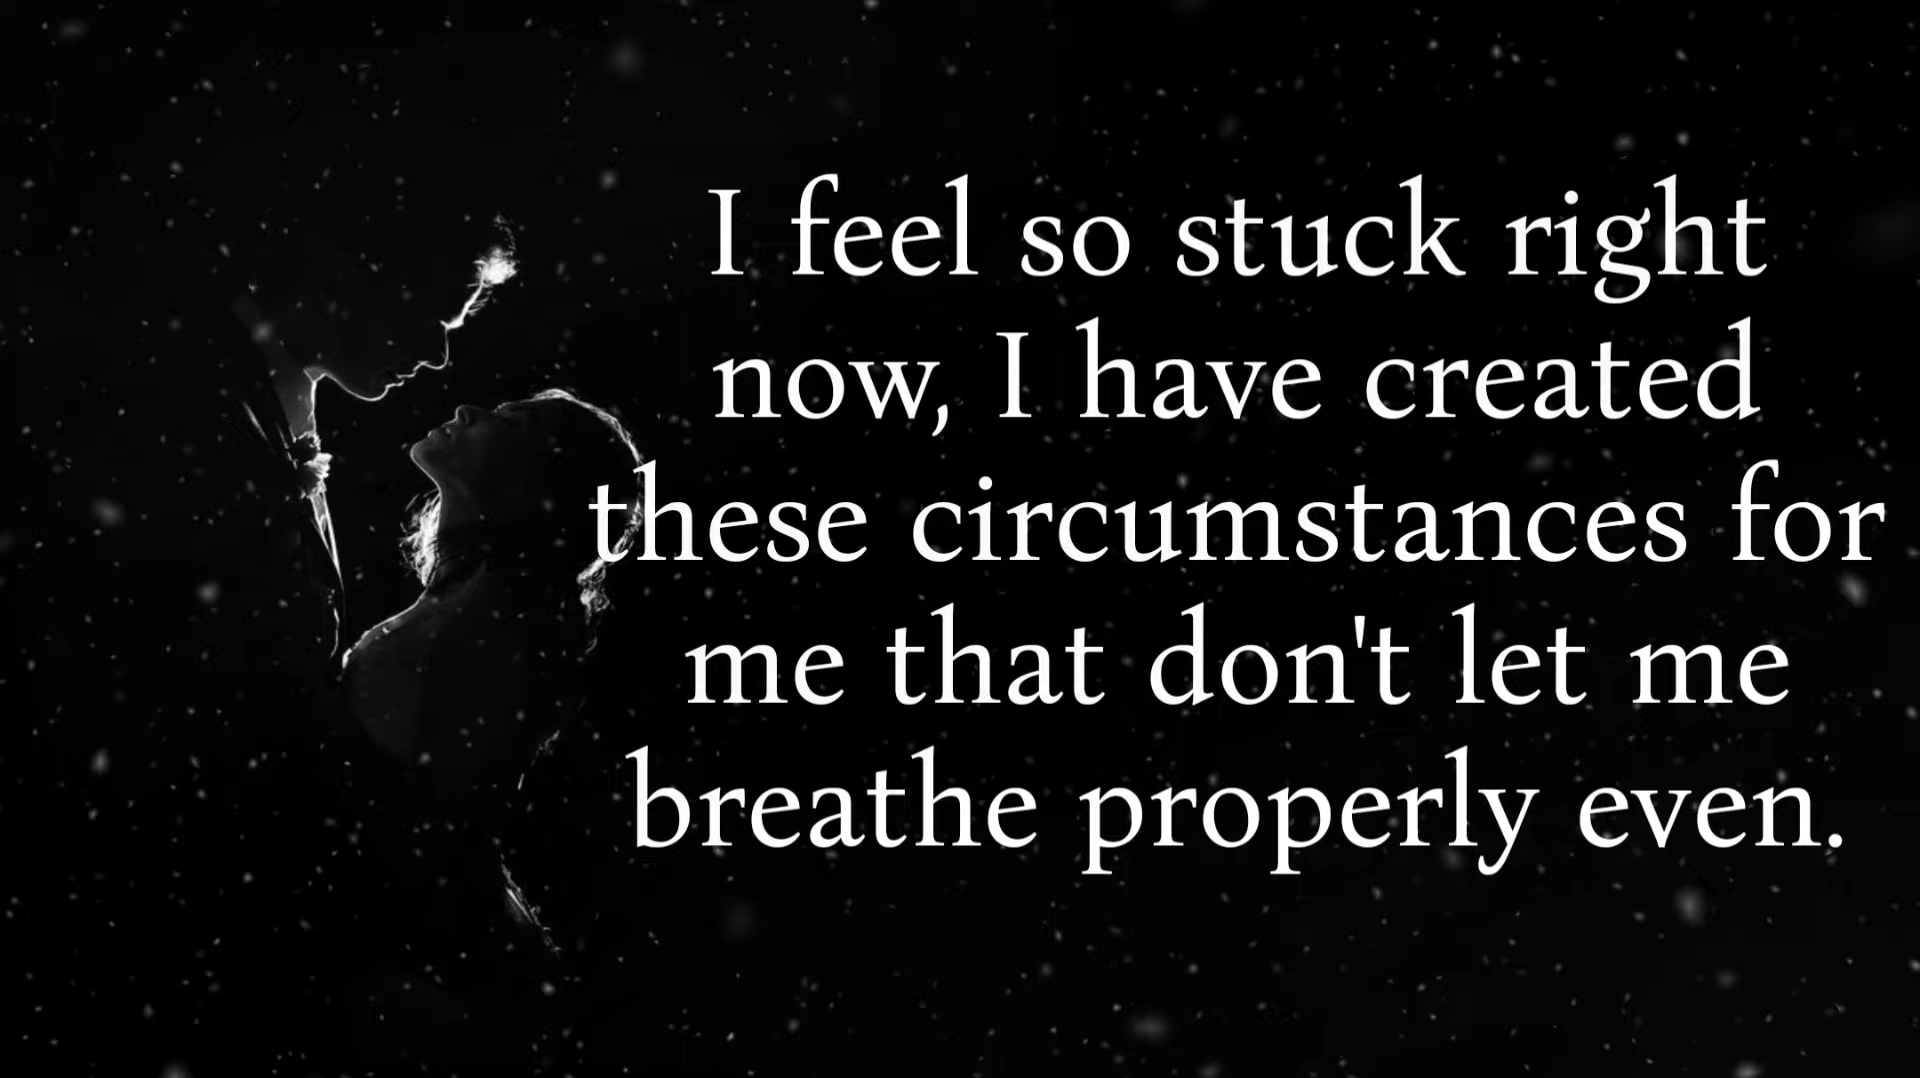 I feel so stuck right
now, I have created
these circumstances for
me that don't let me
breathe properly even.